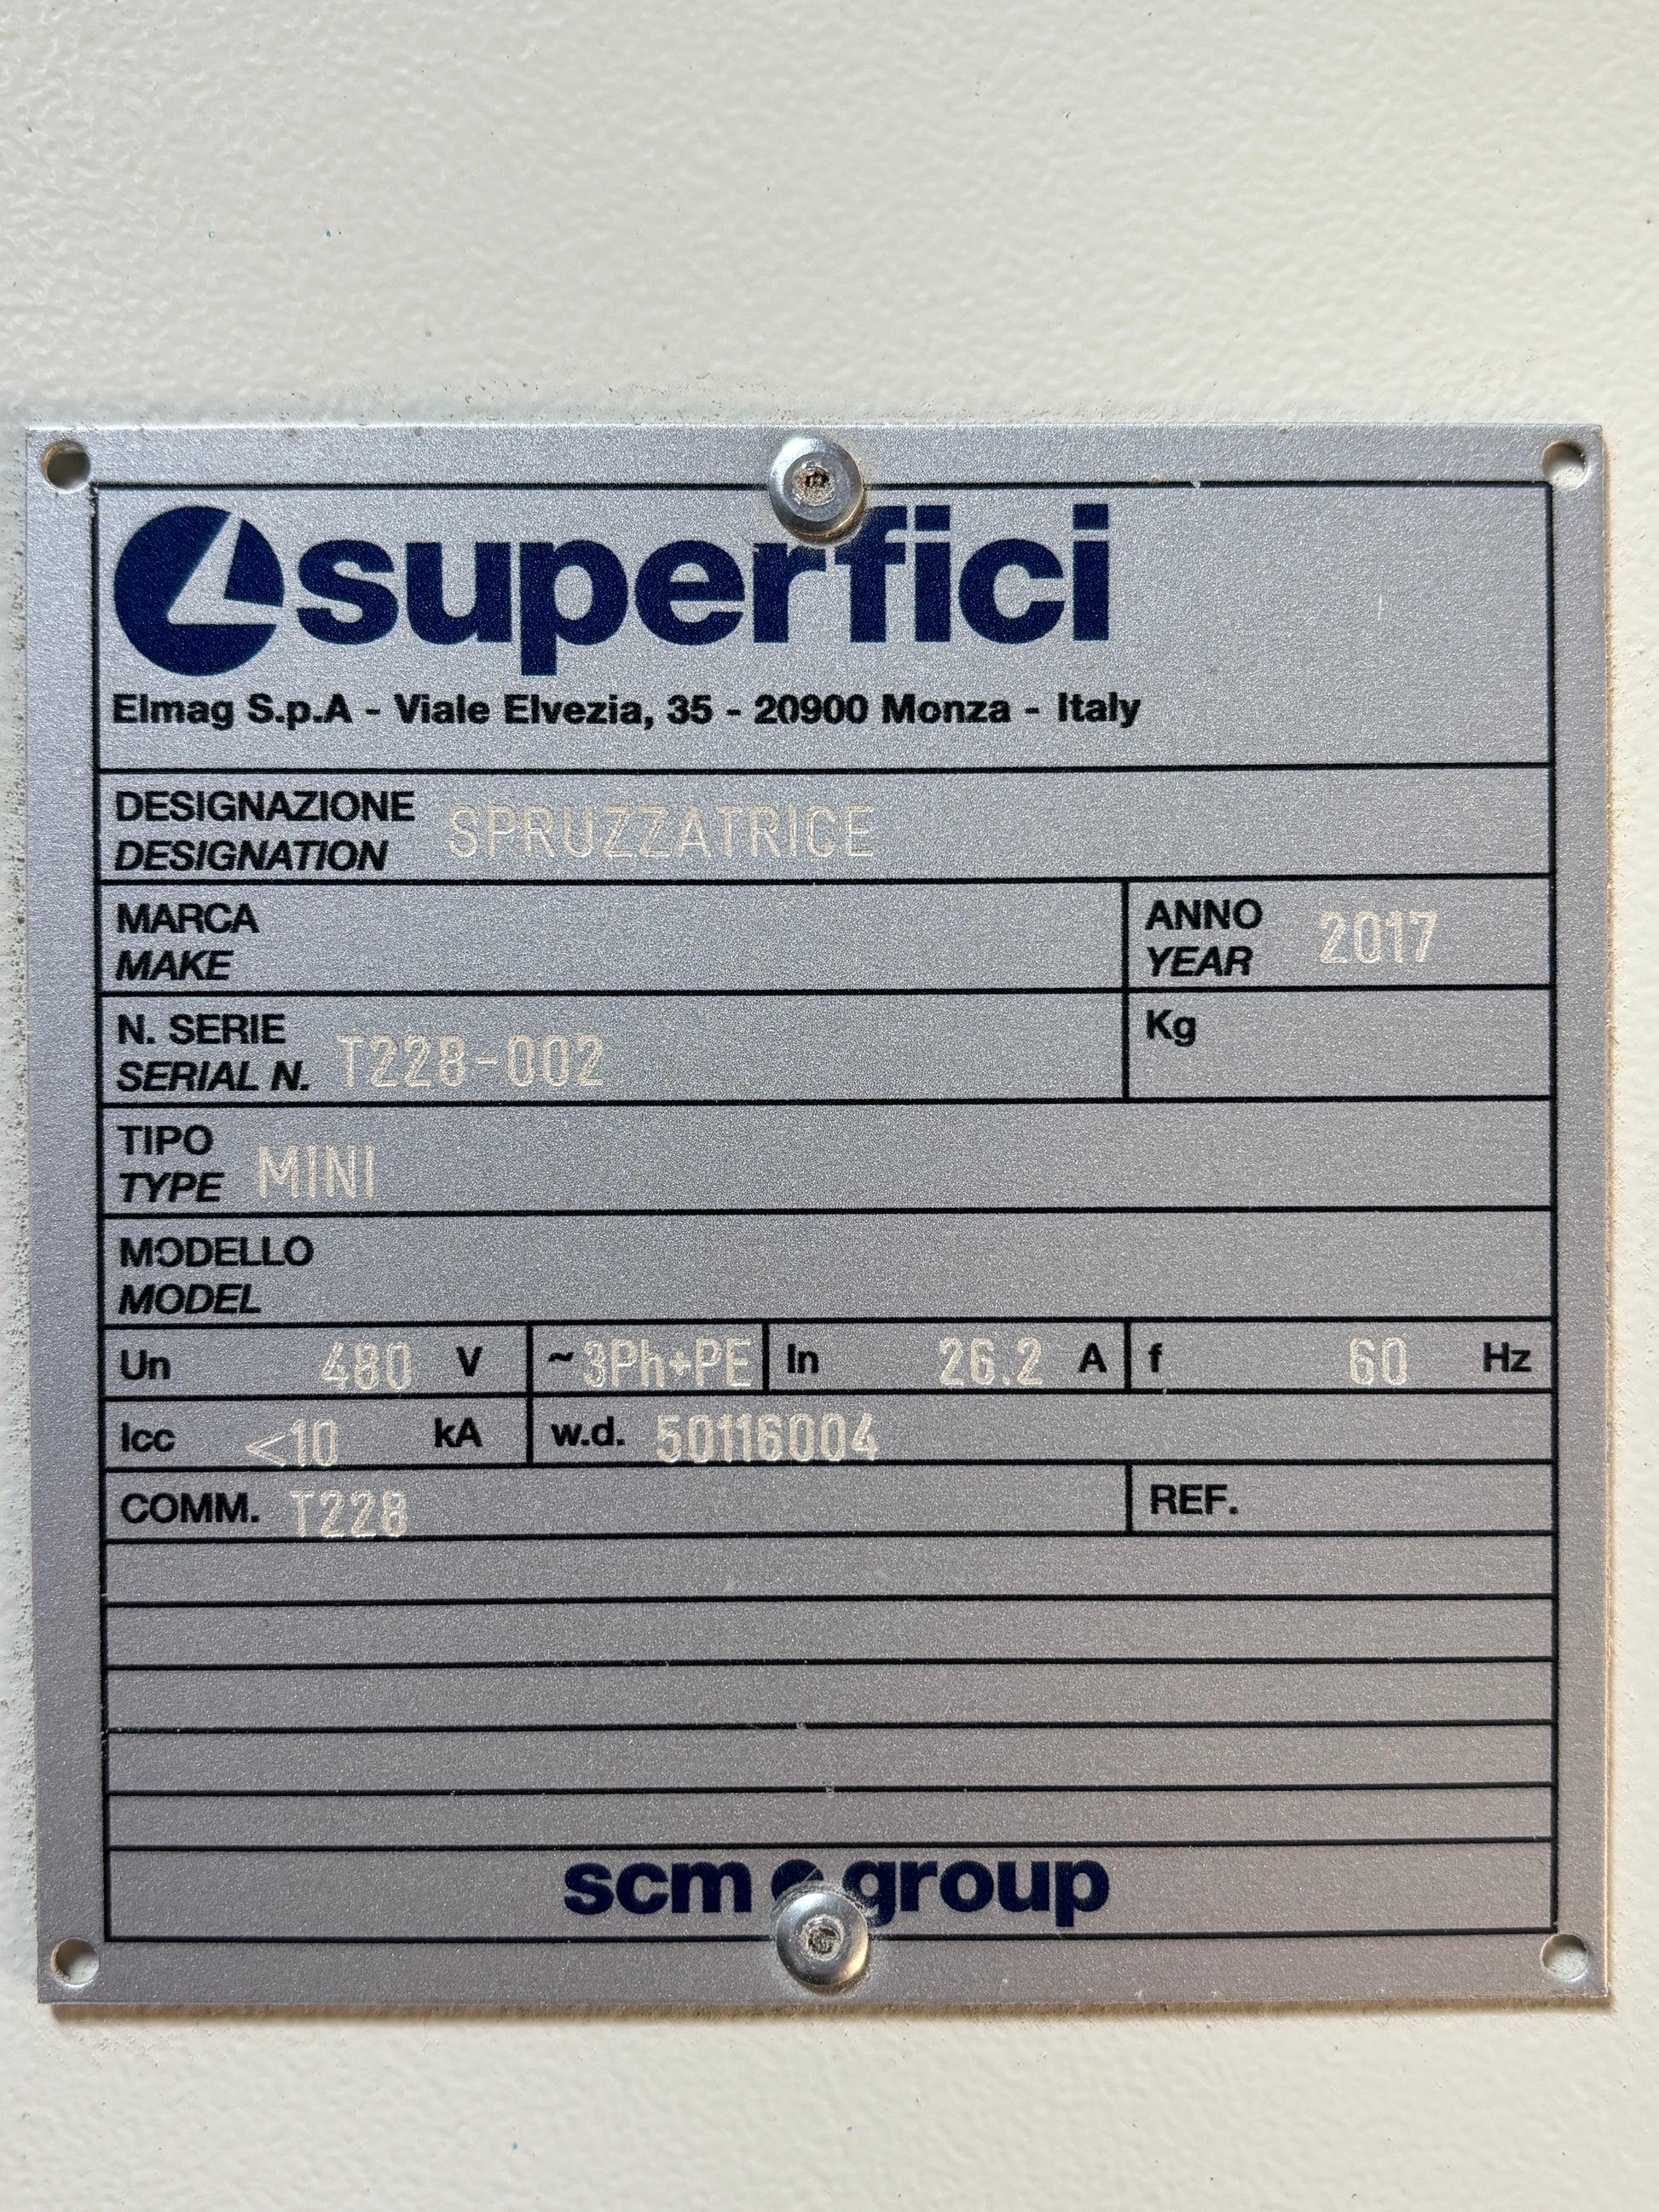 superfici
Elmag S.p.A - Viale Elvezia, 35 - 20900 Monza - Italy
DESIGNAZIONE
DESIGNATION SPRUZZATRICE
MARCA
MAKE
ANNO
YEAR 2017
N. SERIE
SERIAL N. T228-002
Kg
TIPO
TYPE MINI
MODELLO
MODEL
Un 480 V ~ 3Ph+PE In 26.2 A f 60 Hz
Icc <10 kA w.d. 50116004
COMM. T228 REF.
scm group